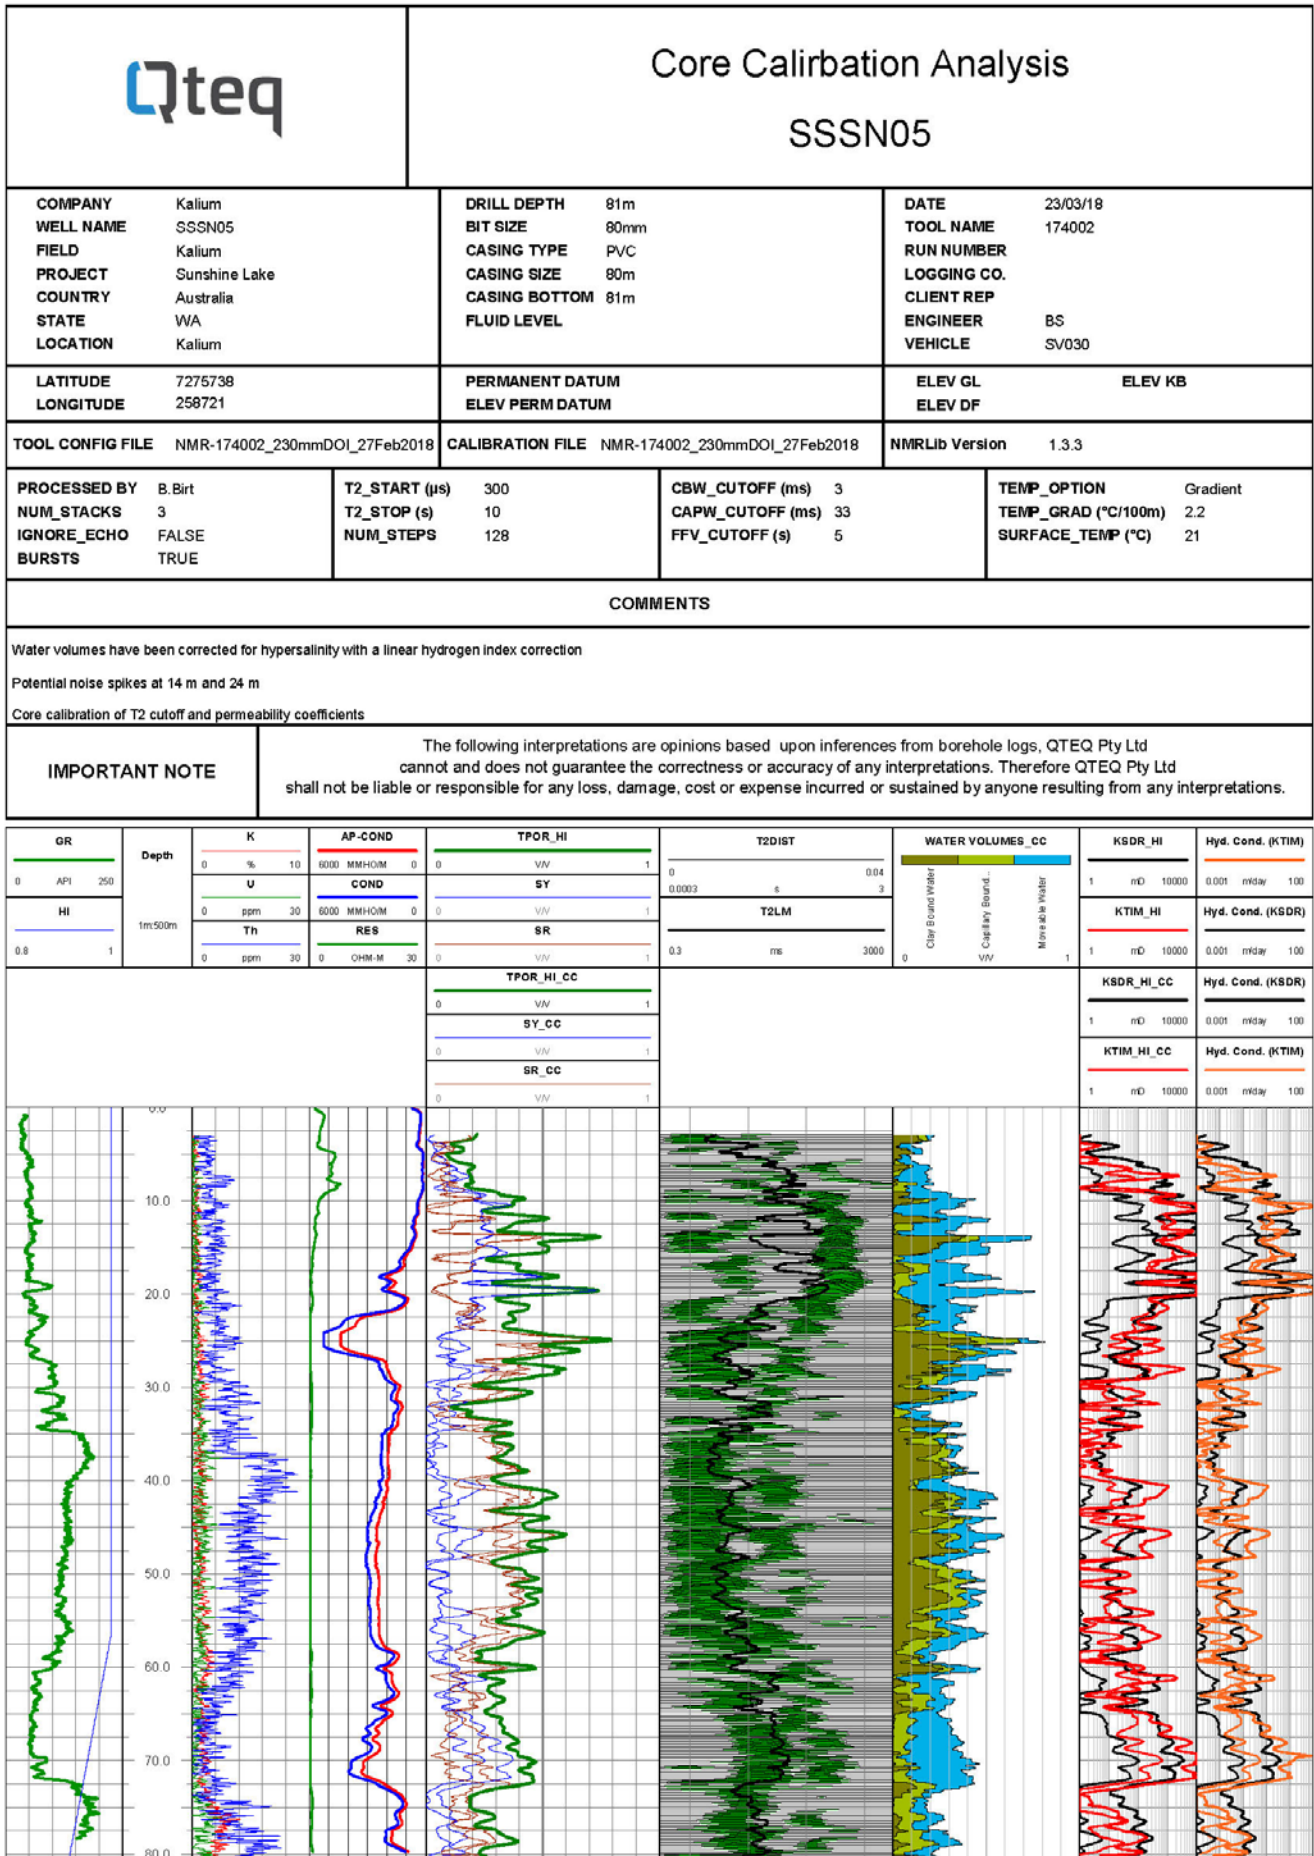 Qteq
Core Calirbation Analysis
SSSN05
COMPANY Kalium
WELL NAME SSSN05
FIELD Kalium
PROJECT Sunshine Lake
COUNTRY Australia
STATE WA
LOCATION Kalium
DRILL DEPTH 81m
BIT SIZE 80mm
CASING TYPE PVC
CASING SIZE 80m
CASING BOTTOM 81m
FLUID LEVEL
DATE 23/03/18
TOOL NAME 174002
RUN NUMBER
LOGGING CO.
CLIENT REP
ENGINEER BS
VEHICLE SV030
LATITUDE 7275738
LONGITUDE 258721
PERMANENT DATUM
ELEV PERM DATUM
ELEV GL ELEV KB
ELEV DF
TOOL CONFIG FILE NMR-174002_230mmDOI_27Feb2018
CALIBRATION FILE NMR-174002_230mmDOI_27Feb2018
NMRLib Version 1.3.3
PROCESSED BY B.Birt
NUM_STACKS 3
IGNORE_ECHO FALSE
BURSTS TRUE
T2_START (µs) 300
T2_STOP (s) 10
NUM_STEPS 128
CBW_CUTOFF (ms) 3
CAPW_CUTOFF (ms) 33
FFV_CUTOFF (s) 5
TEMP_OPTION Gradient
TEMP_GRAD (°C/100m) 2.2
SURFACE_TEMP (°C) 21
COMMENTS
Water volumes have been corrected for hypersalinity with a linear hydrogen index correction
Potential noise spikes at 14 m and 24 m
Core calibration of T2 cutoff and permeability coefficients
IMPORTANT NOTE
The following interpretations are opinions based upon inferences from borehole logs, QTEQ Pty Ltd
cannot and does not guarantee the correctness or accuracy of any interpretations. Therefore QTEQ Pty Ltd
shall not be liable or responsible for any loss, damage, cost or expense incurred or sustained by anyone resulting from any interpretations.
GR
0 API 250
HI
0.8 1
Depth
1m:500m
K
0 % 10
U
0 ppm 30
Th
0 ppm 30
AP-COND
6000 MMHO/M 0
COND
6000 MMHO/M 0
RES
0 OHM-M 30
TPOR_HI
0 V/V 1
SY
0 V/V 1
SR
0 V/V 1
TPOR_HI_CC
0 V/V 1
SY_CC
0 V/V 1
SR_CC
0 V/V 1
T2DIST
0 0.04
0.0003 s 3
T2LM
0.3 ms 3000
WATER VOLUMES_CC
Clay Bound Water
Capillary Bound...
Moveable Water
0 V/V 1
KSDR_HI
1 mD 10000
KTIM_HI
1 mD 10000
KSDR_HI_CC
1 mD 10000
KTIM_HI_CC
1 mD 10000
Hyd. Cond. (KTIM)
0.001 m/day 100
Hyd. Cond. (KSDR)
0.001 m/day 100
Hyd. Cond. (KSDR)
0.001 m/day 100
Hyd. Cond. (KTIM)
0.001 m/day 100
0.0
10.0
20.0
30.0
40.0
50.0
60.0
70.0
80.0